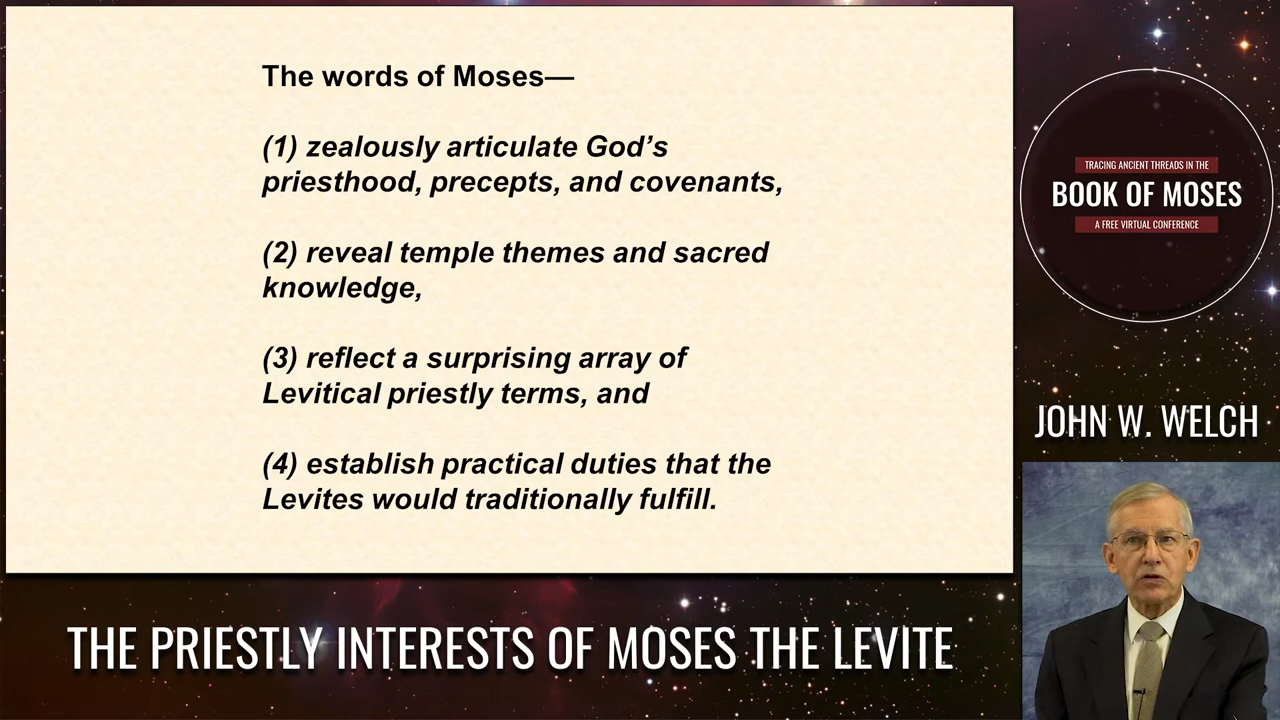 The words of Moses—
(1) zealously articulate God’s
priesthood, precepts, and covenants,
(2) reveal temple themes and sacred
knowledge,
(3) reflect a surprising array of
Levitical priestly terms, and
(4) establish practical duties that the
Levites would traditionally fulfill.
TRACING ANCIENT THREADS IN THE
BOOK OF MOSES
A FREE VIRTUAL CONFERENCE
JOHN W. WELCH
THE PRIESTLY INTERESTS OF MOSES THE LEVITE